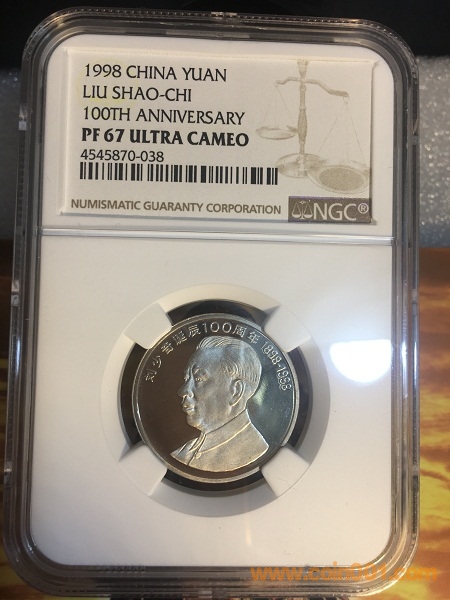 1998 CHINA YUAN
LIU SHAO-CHI
100TH ANNIVERSARY
PF 67 ULTRA CAMEO
4545870-038
NUMISMATIC GUARANTY CORPORATION NGC®
刘少奇诞辰100周年 1898-1998